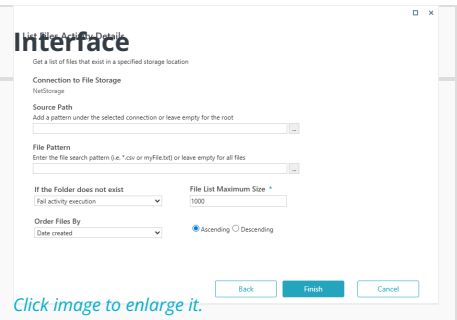 List Files Activity Details
Interface
Get a list of files that exist in a specified storage location
Connection to File Storage
NetStorage
Source Path
Add a pattern under the selected connection or leave empty for the root
...
File Pattern
Enter the file search pattern (i.e. *.csv or myFile.txt) or leave empty for all files
...
If the Folder does not exist File List Maximum Size *
Fail activity execution 1000
Order Files By
Date created Ascending Descending
Back Finish Cancel
Click image to enlarge it.